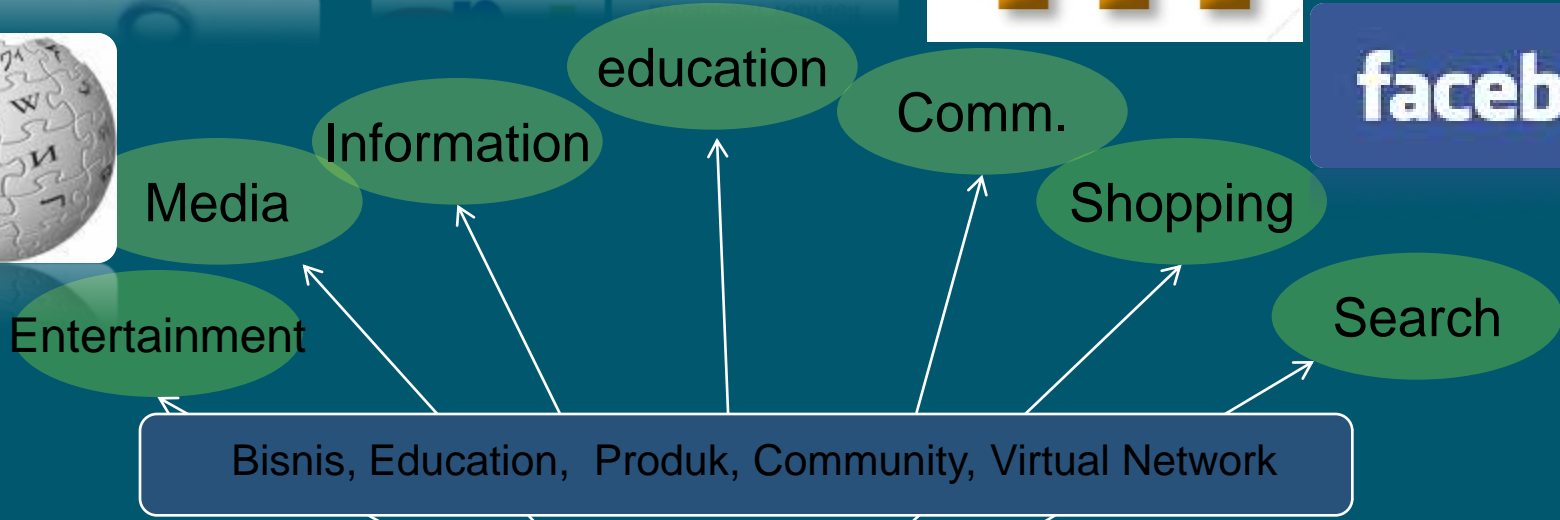 education
Comm.
Information
Media
Shopping
Entertainment
Search
faceb
W
И
Bisnis, Education, Produk, Community, Virtual Network